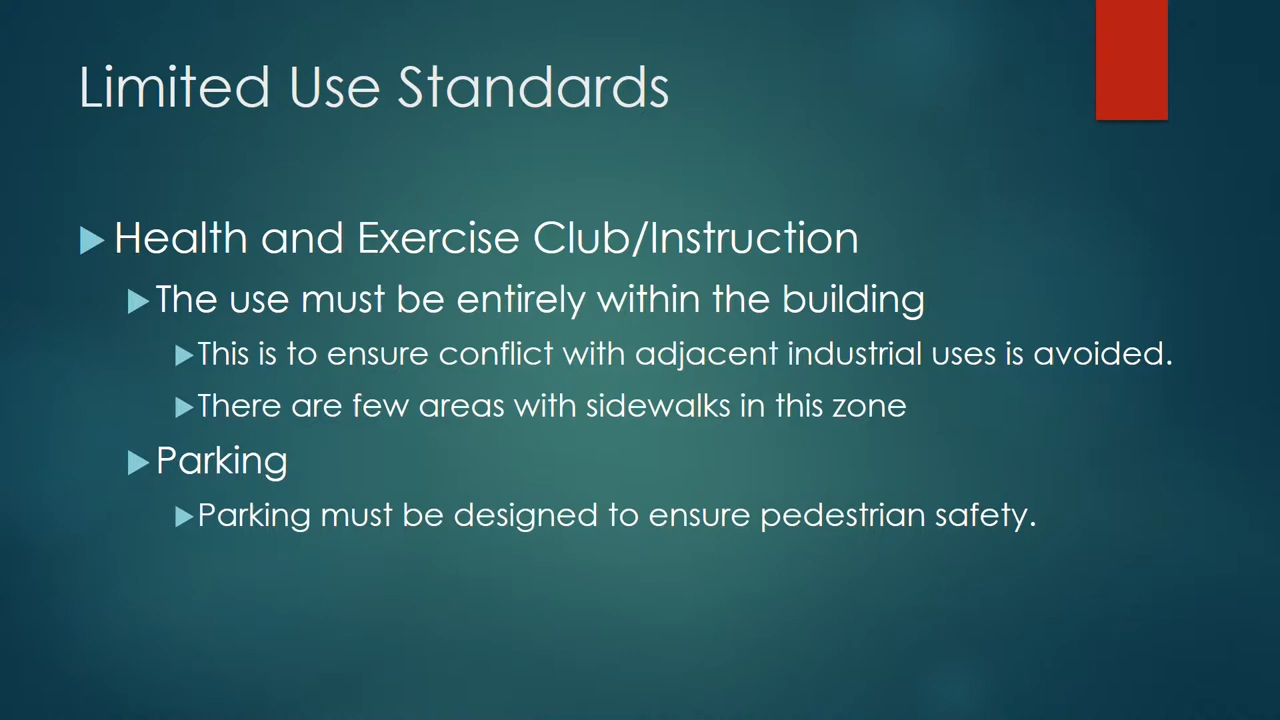 Limited Use Standards
Health and Exercise Club/Instruction
The use must be entirely within the building
This is to ensure conflict with adjacent industrial uses is avoided.
There are few areas with sidewalks in this zone
Parking
Parking must be designed to ensure pedestrian safety.